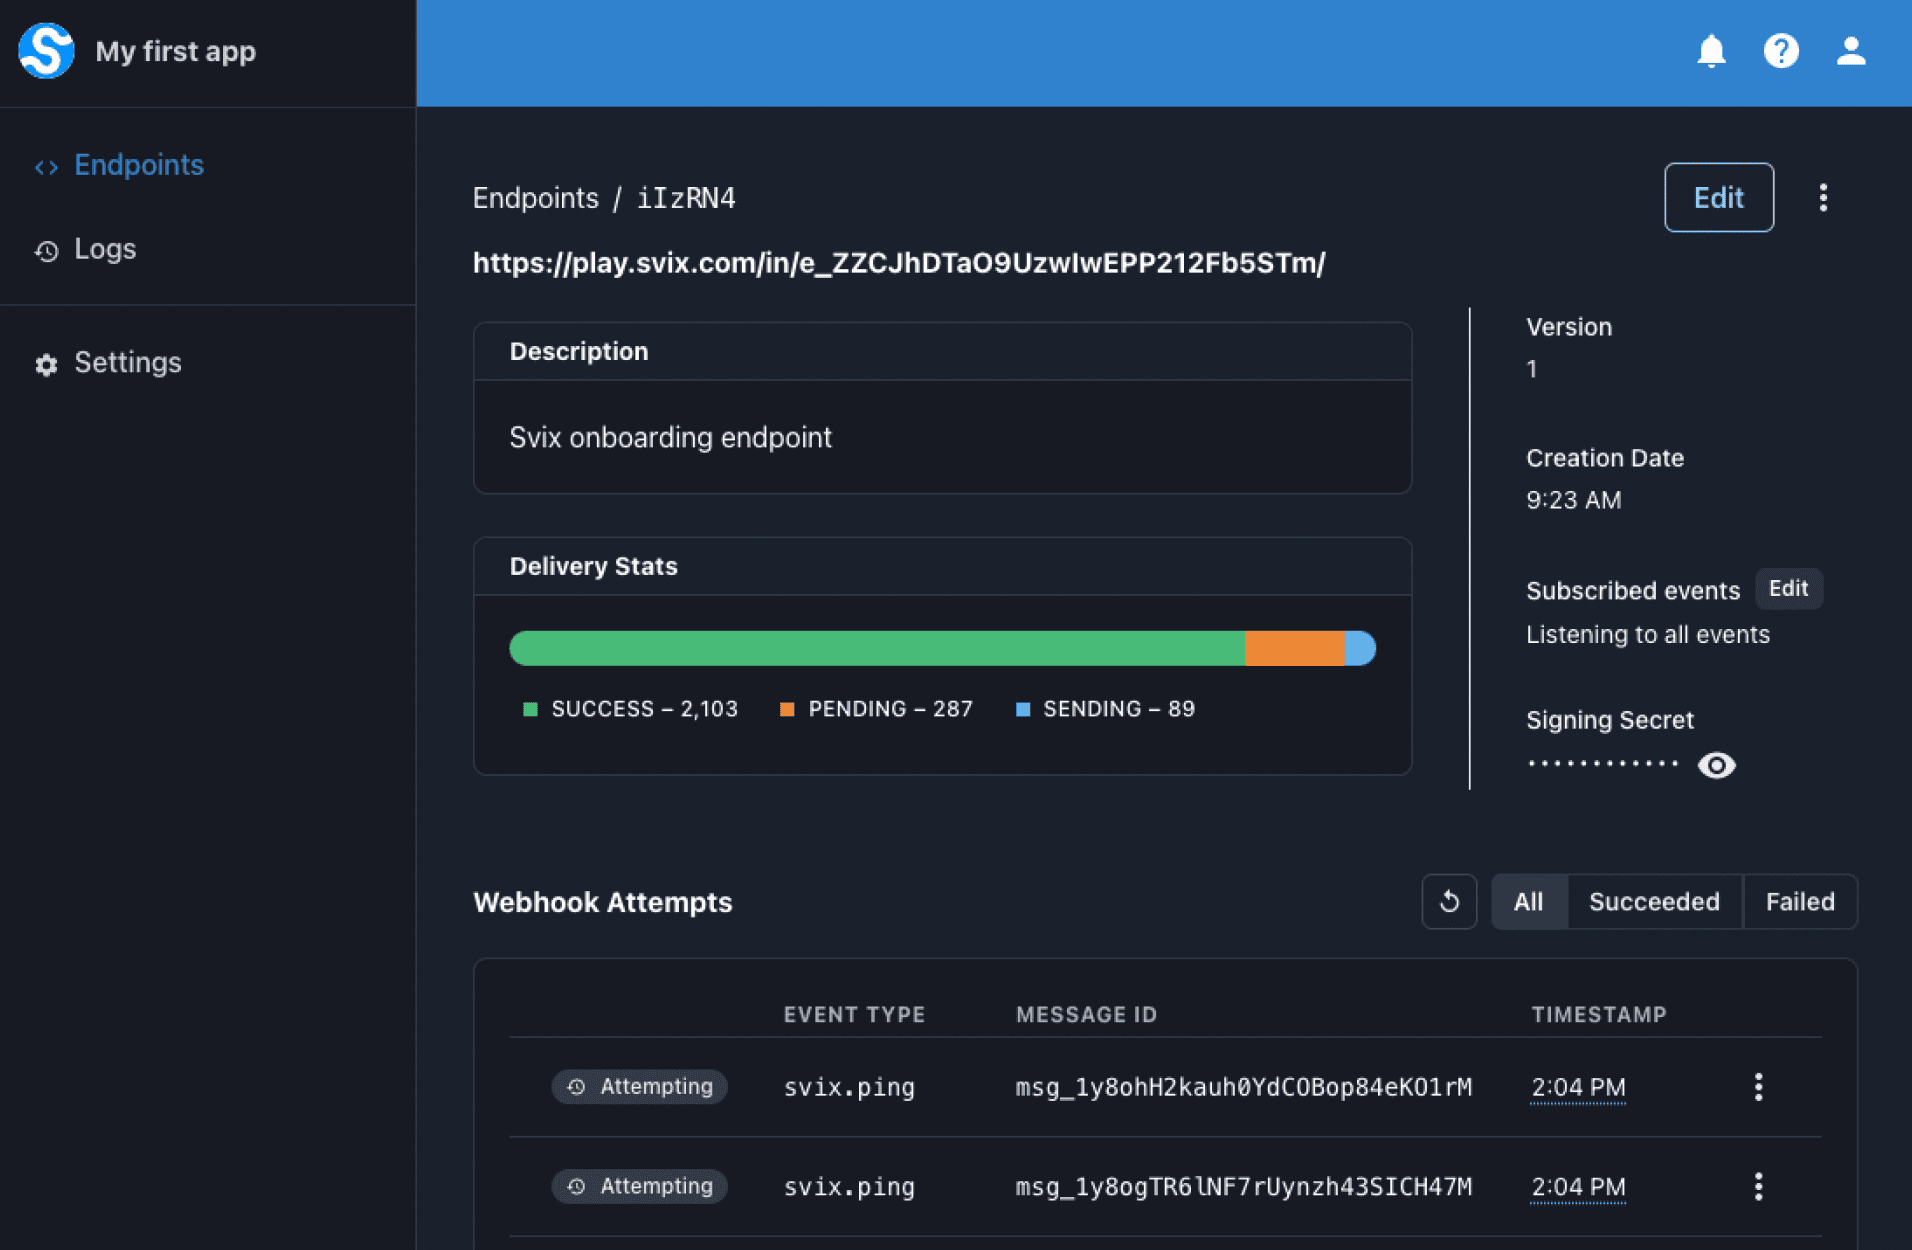 My first app
Endpoints
Logs
Settings
Endpoints / iIzRN4
Edit
https://play.svix.com/in/e_ZZCJhDTaO9UzwIwEPP212Fb5STm/
Description
Svix onboarding endpoint
Delivery Stats
SUCCESS – 2,103 PENDING – 287 SENDING – 89
Version
1
Creation Date
9:23 AM
Subscribed events Edit
Listening to all events
Signing Secret
••••••••••••
Webhook Attempts
All Succeeded Failed
EVENT TYPE MESSAGE ID TIMESTAMP
Attempting svix.ping msg_1y8ohH2kauh0YdCOBop84eKO1rM 2:04 PM
Attempting svix.ping msg_1y8ogTR6lNF7rUynzh43SICH47M 2:04 PM